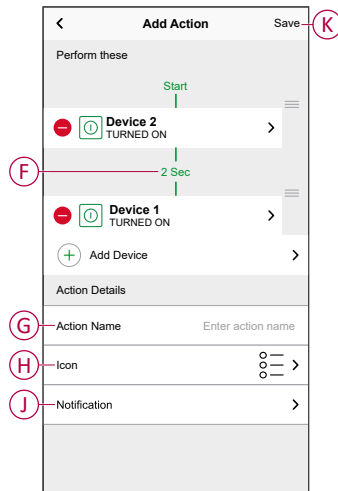 Add Action
Save
K
Perform these
Start
Device 2
TURNED ON
F
2 Sec
Device 1
TURNED ON
Add Device
Action Details
G
Action Name
Enter action name
H
Icon
J
Notification